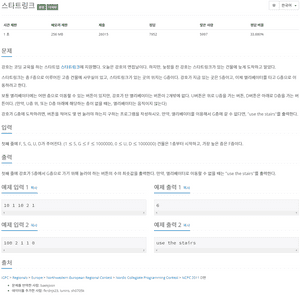 스타트링크
한국어
시간 제한 메모리 제한 제출 정답 맞힌 사람 정답 비율
1 초 256 MB
문제
강호는 코딩 교육을 하는 스타트업 스타트링크에 지원했다. 오늘은 강호의 면접날이다. 하지만, 늦잠을 잔 강호는 스타트링크가 있는 건물에 늦게 도착하고 말았다.
스타트링크는 총 F층으로 이루어진 고층 건물에 사무실이 있고, 스타트링크가 있는 곳의 위치는 G층이다. 강호가 지금 있는 곳은 S층이고, 이제 엘리베이터를 타고 G층으로 이동하려고 한다.
보통 엘리베이터에는 어떤 층으로 이동할 수 있는 버튼이 있지만, 강호가 탄 엘리베이터는 버튼이 2개밖에 없다. U버튼은 위로 U층을 가는 버튼, D버튼은 아래로 D층을 가는 버튼이다. (만약, U층 위, 또는 D층 아래에 해당하는 층이 없을 때는, 엘리베이터는 움직이지 않는다)
강호가 G층에 도착하려면, 버튼을 적어도 몇 번 눌러야 하는지 구하는 프로그램을 작성하시오. 만약, 엘리베이터를 이용해서 G층에 갈 수 없다면, "use the stairs"를 출력한다.
입력
첫째 줄에 F, S, G, U, D가 주어진다. (1 ≤ S, G ≤ F ≤ 1000000, 0 ≤ U, D ≤ 1000000) 건물은 1층부터 시작하고, 가장 높은 층은 F층이다.
출력
첫째 줄에 강호가 S층에서 G층으로 가기 위해 눌러야 하는 버튼의 수의 최솟값을 출력한다. 만약, 엘리베이터로 이동할 수 없을 때는 "use the stairs"를 출력한다.
예제 입력 1 복사
예제 출력 1 복사
10 1 10 2 1
6
예제 입력 2 복사
예제 출력 2 복사
100 2 1 1 0
use the stairs
출처